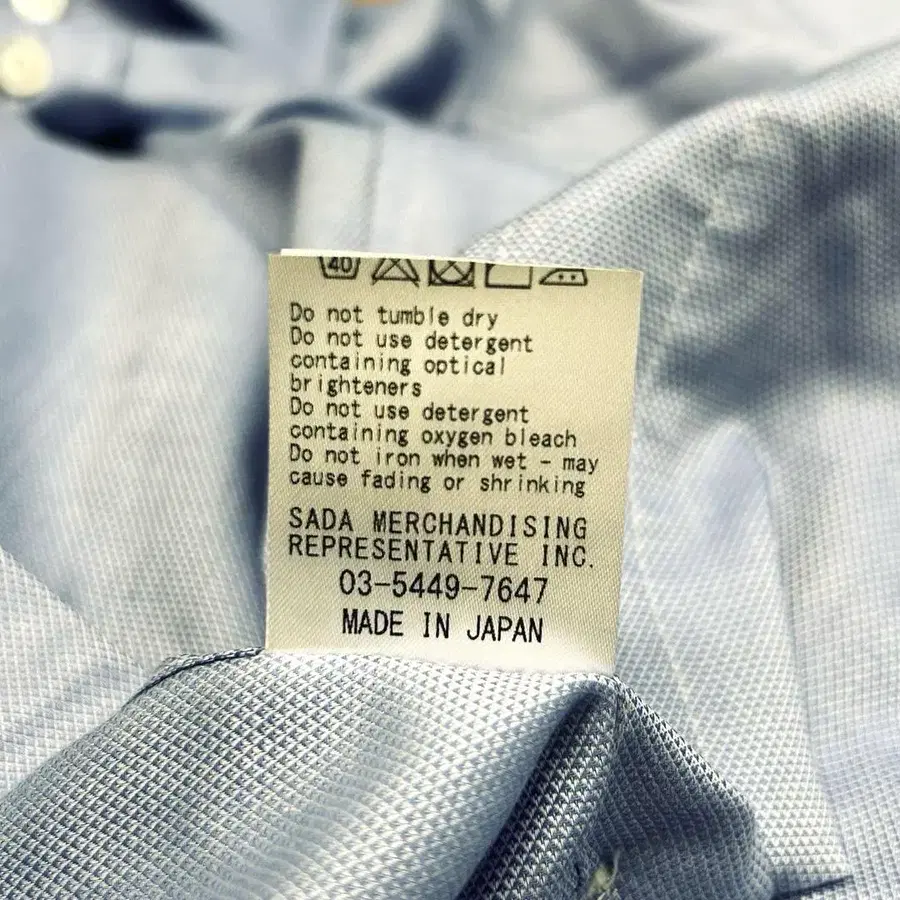 40
Do not tumble dry
Do not use detergent
containing optical
brighteners
Do not use detergent
containing oxygen bleach
Do not iron when wet - may
cause fading or shrinking
SADA MERCHANDISING
REPRESENTATIVE INC.
03-5449-7647
MADE IN JAPAN